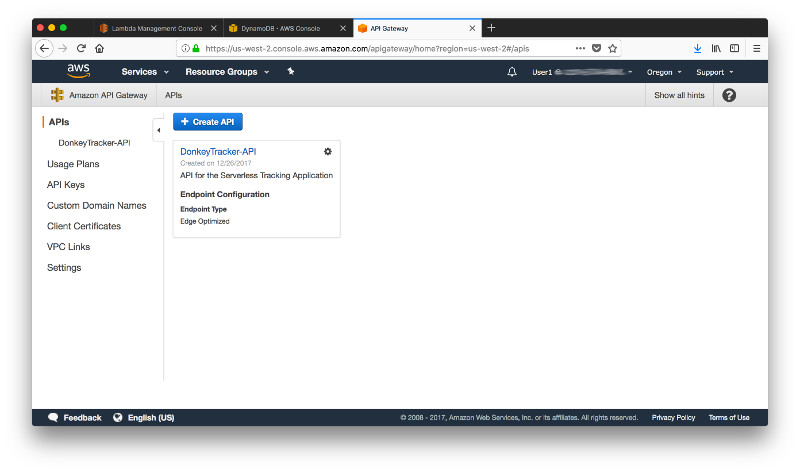 Lambda Management Console
DynamoDB - AWS Console
API Gateway
https://us-west-2.console.aws.amazon.com/apigateway/home?region=us-west-2#/apis
aws
Services
Resource Groups
User1 @
Oregon
Support
Amazon API Gateway
APIs
Show all hints
?
APIs
DonkeyTracker-API
Usage Plans
API Keys
Custom Domain Names
Client Certificates
VPC Links
Settings
+ Create API
DonkeyTracker-API
Created on 12/26/2017
API for the Serverless Tracking Application
Endpoint Configuration
Endpoint Type
Edge Optimized
Feedback
English (US)
© 2008 - 2017, Amazon Web Services, Inc. or its affiliates. All rights reserved.
Privacy Policy
Terms of Use